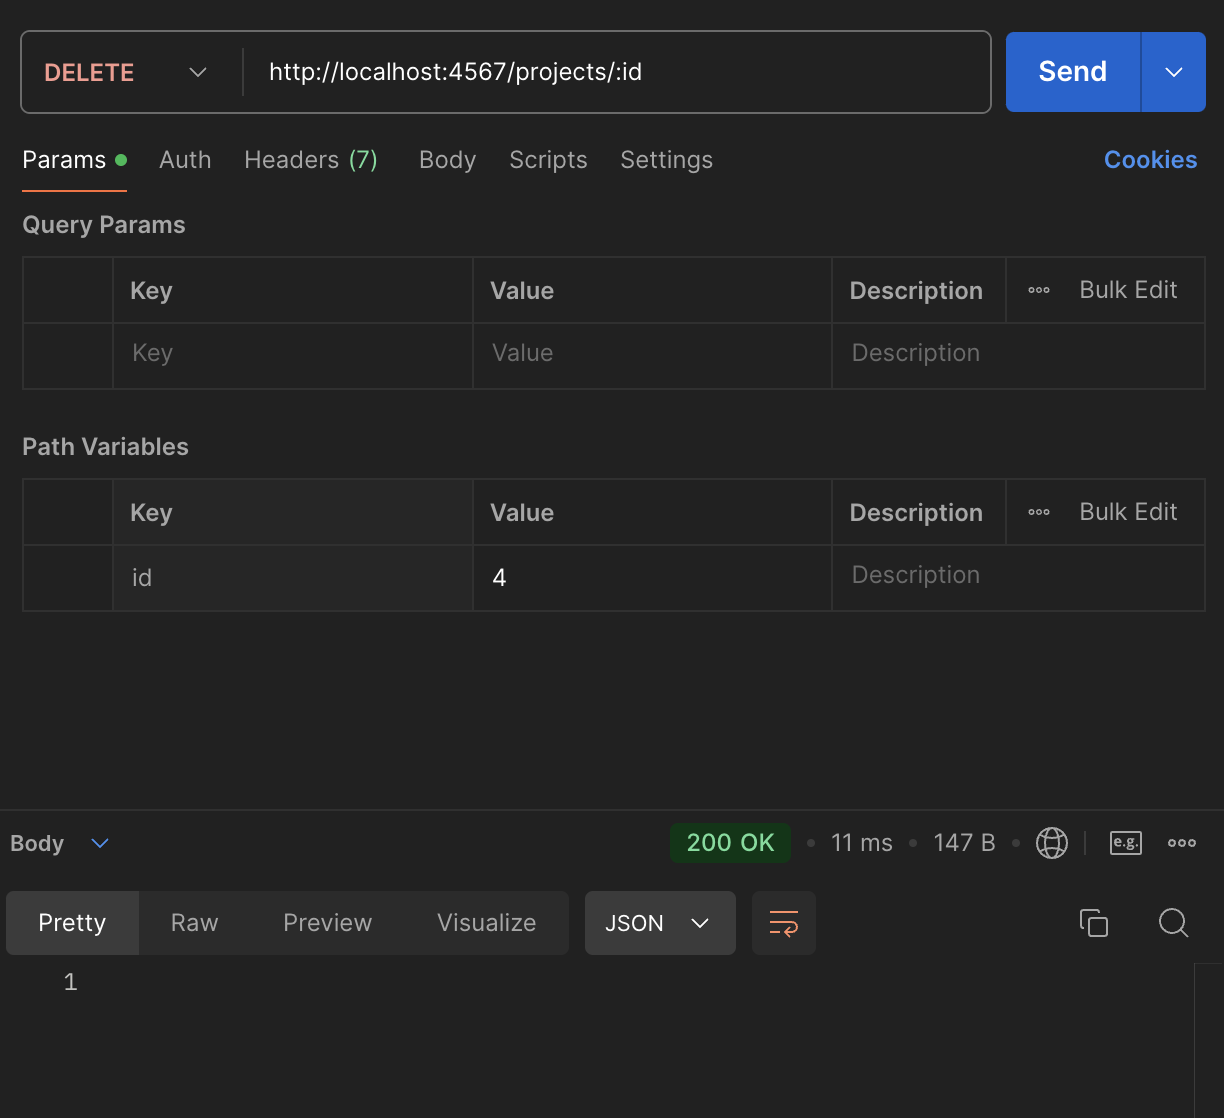 DELETE http://localhost:4567/projects/:id Send
Params Auth Headers (7) Body Scripts Settings Cookies
Query Params
Key Value Description Bulk Edit
Key Value Description
Path Variables
Key Value Description Bulk Edit
id 4 Description
Body 200 OK • 11 ms • 147 B • e.g.
Pretty Raw Preview Visualize JSON
1